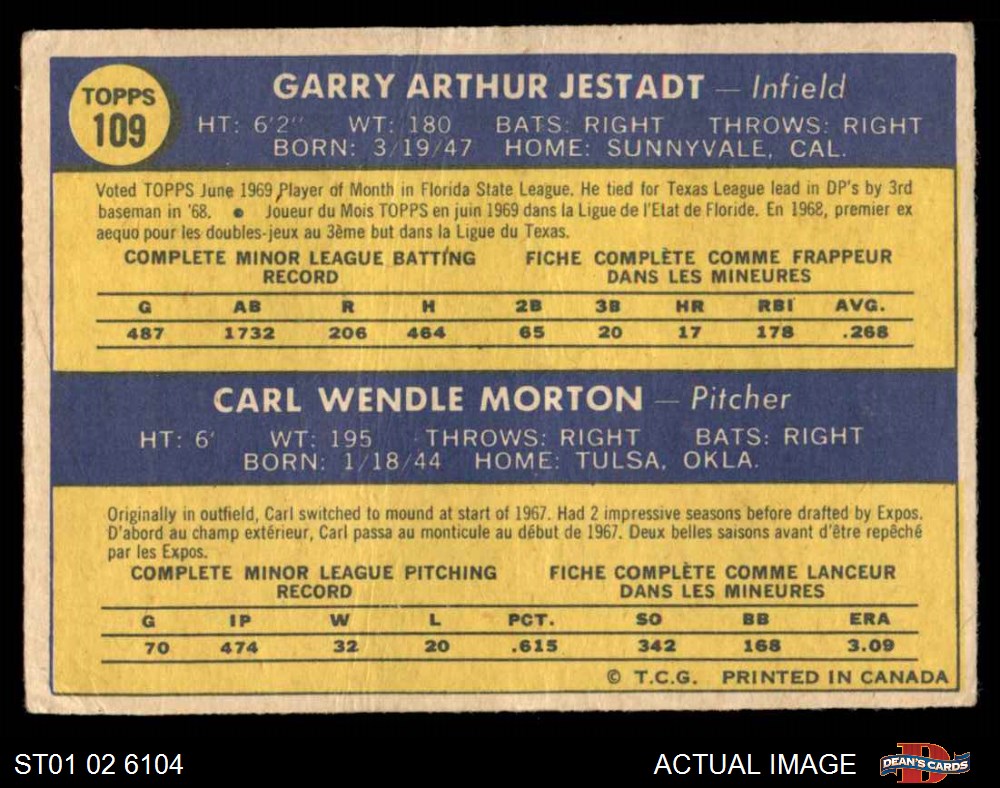 TOPPS
109
GARRY ARTHUR JESTADT — Infield
HT: 6'2" WT: 180 BATS: RIGHT THROWS: RIGHT
BORN: 3/19/47 HOME: SUNNYVALE, CAL.
Voted TOPPS June 1969 Player of Month in Florida State League. He tied for Texas League lead in DP's by 3rd
baseman in '68. ● Joueur du Mois TOPPS en juin 1969 dans la Ligue de l'Etat de Floride. En 1968, premier ex
aequo pour les doubles-jeux au 3ème but dans la Ligue du Texas.
COMPLETE MINOR LEAGUE BATTING FICHE COMPLÈTE COMME FRAPPEUR
RECORD DANS LES MINEURES
G AB R H 2B 3B HR RBI AVG.
487 1732 206 464 65 20 17 178 .268
CARL WENDLE MORTON — Pitcher
HT: 6' WT: 195 THROWS: RIGHT BATS: RIGHT
BORN: 1/18/44 HOME: TULSA, OKLA.
Originally in outfield, Carl switched to mound at start of 1967. Had 2 impressive seasons before drafted by Expos.
D'abord au champ extérieur, Carl passa au monticule au début de 1967. Deux belles saisons avant d'être repêché
par les Expos.
COMPLETE MINOR LEAGUE PITCHING FICHE COMPLÈTE COMME LANCEUR
RECORD DANS LES MINEURES
G IP W L PCT. SO BB ERA
70 474 32 20 .615 342 168 3.09
© T.C.G. PRINTED IN CANADA
ST01 02 6104 ACTUAL IMAGE DEAN'S CARDS